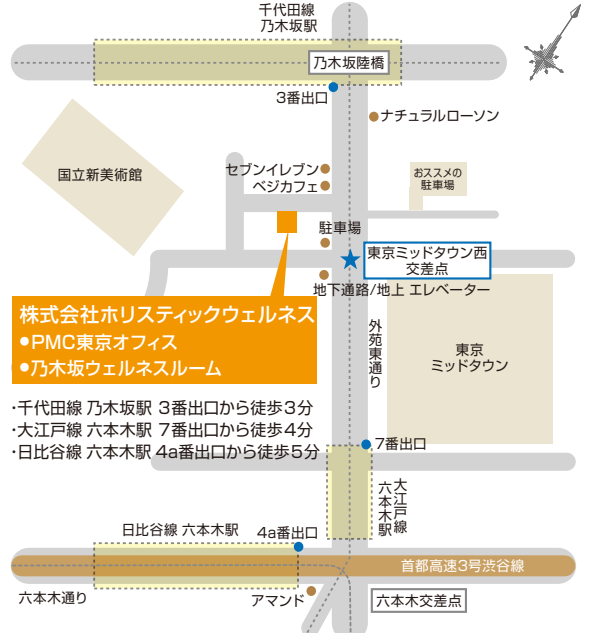 千代田線
乃木坂駅
乃木坂陸橋
3番出口
ナチュラルローソン
国立新美術館
セブンイレブン
ベジカフェ
おススメの
駐車場
駐車場
東京ミッドタウン西
交差点
地下通路/地上 エレベーター
株式会社ホリスティックウェルネス
●PMC東京オフィス
●乃木坂ウェルネスルーム
外苑東通り
東京
ミッドタウン
・千代田線 乃木坂駅 3番出口から徒歩3分
・大江戸線 六本木駅 7番出口から徒歩4分
・日比谷線 六本木駅 4a番出口から徒歩5分
7番出口
大江戸線
六本木駅
日比谷線 六本木駅
4a番出口
首都高速3号渋谷線
六本木通り
アマンド
六本木交差点